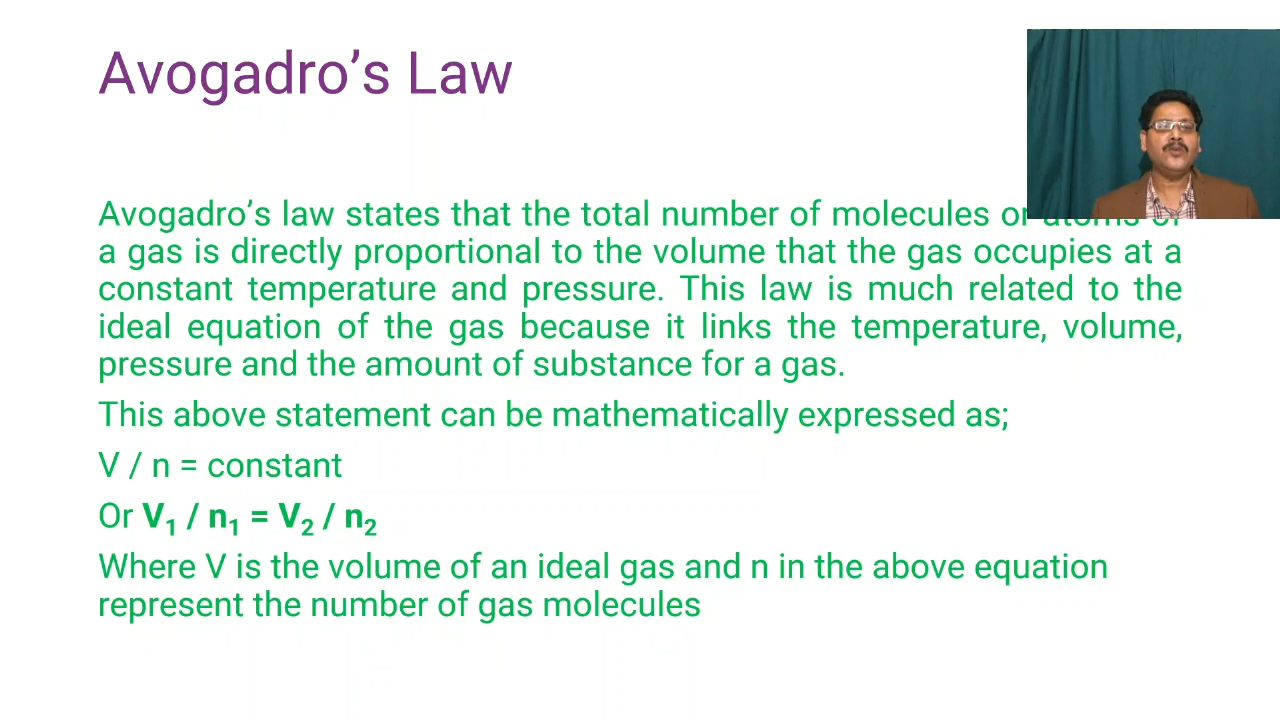 Avogadro’s Law
Avogadro’s law states that the total number of molecules or atoms of
a gas is directly proportional to the volume that the gas occupies at a
constant temperature and pressure. This law is much related to the
ideal equation of the gas because it links the temperature, volume,
pressure and the amount of substance for a gas.
This above statement can be mathematically expressed as;
V / n = constant
Or V₁ / n₁ = V₂ / n₂
Where V is the volume of an ideal gas and n in the above equation
represent the number of gas molecules